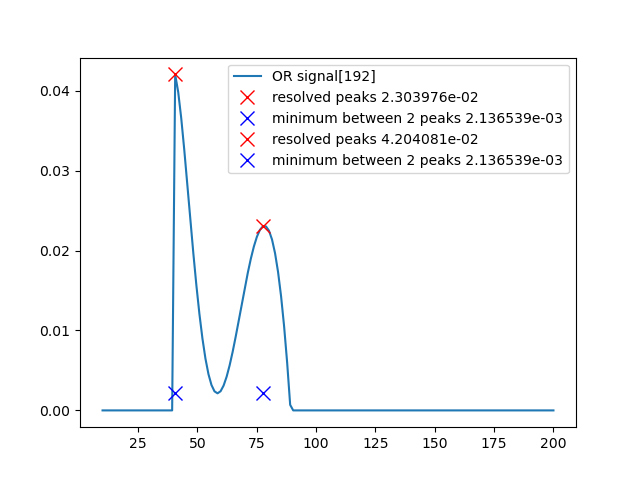 OR signal[192]
resolved peaks 2.303976e-02
minimum between 2 peaks 2.136539e-03
resolved peaks 4.204081e-02
minimum between 2 peaks 2.136539e-03
0.04
0.03
0.02
0.01
0.00
25 50 75 100 125 150 175 200